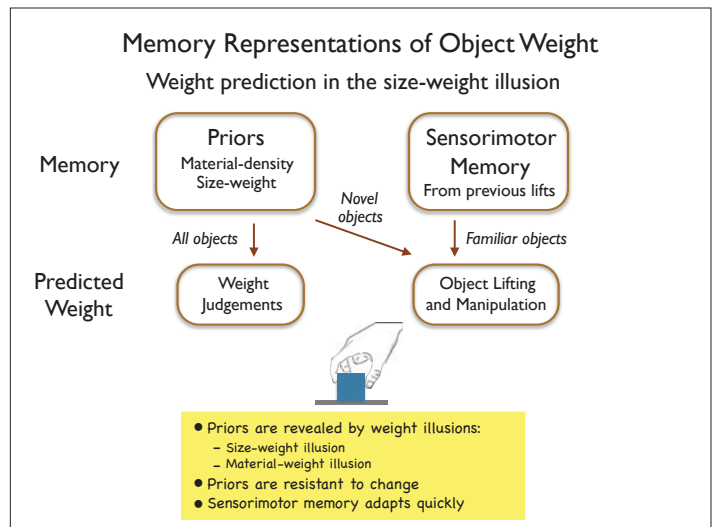 Memory Representations of Object Weight
Weight prediction in the size-weight illusion
Memory
Priors
Material-density
Size-weight
Sensorimotor
Memory
From previous lifts
All objects
Novel
objects
Familiar objects
Predicted
Weight
Weight
Judgements
Object Lifting
and Manipulation
● Priors are revealed by weight illusions:
– Size-weight illusion
– Material-weight illusion
● Priors are resistant to change
● Sensorimotor memory adapts quickly